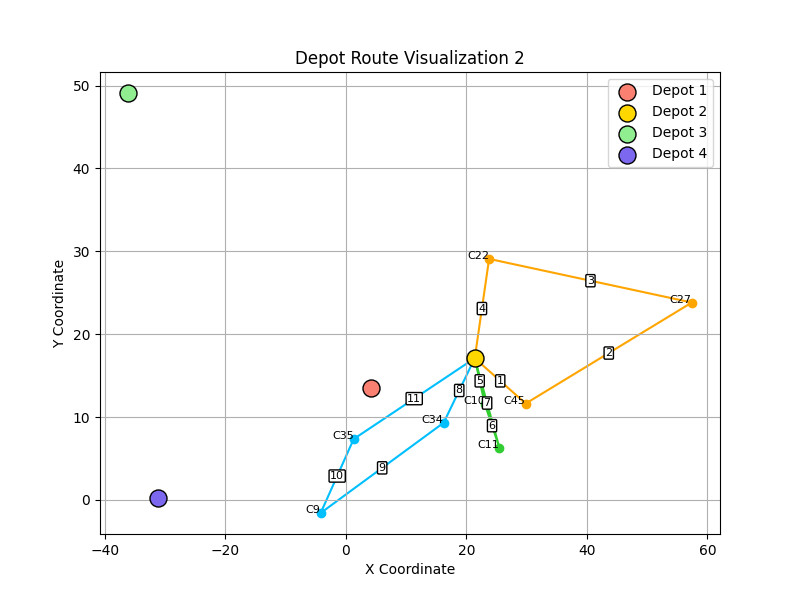 Depot Route Visualization 2
Depot 1
Depot 2
Depot 3
Depot 4
Y Coordinate
50
40
30
20
10
0
C22
3
C27
4
2
5
1
8
11
C10
7
C45
C34
6
C35
C11
9
10
C9
−40
−20
0
20
40
60
X Coordinate